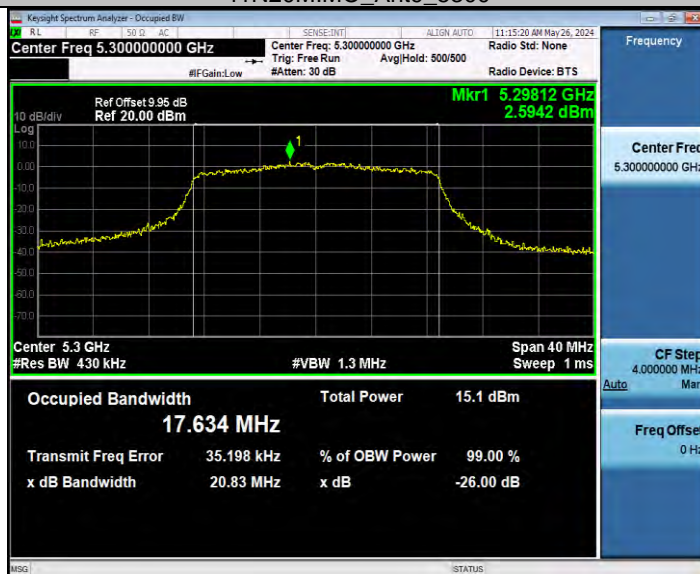 Keysight Spectrum Analyzer - Occupied BW
RL RF 50 Ω AC SENSE:INT ALIGN AUTO 11:15:20 AM May 26, 2024
Center Freq 5.300000000 GHz
Center Freq: 5.300000000 GHz
Radio Std: None
Trig: Free Run Avg|Hold: 500/500
#IFGain:Low
#Atten: 30 dB
Radio Device: BTS
Frequency
Ref Offset 9.95 dB
Mkr1 5.29812 GHz
10 dB/div Ref 20.00 dBm
2.5942 dBm
Log
10.0
1
0.00
-10.0
-20.0
-30.0
-40.0
-50.0
-60.0
-70.0
Center 5.3 GHz
Span 40 MHz
#Res BW 430 kHz
#VBW 1.3 MHz
Sweep 1 ms
Occupied Bandwidth
Total Power 15.1 dBm
17.634 MHz
Transmit Freq Error 35.198 kHz
% of OBW Power 99.00 %
x dB Bandwidth 20.83 MHz
x dB -26.00 dB
Center Freq
5.300000000 GHz
CF Step
4.000000 MHz
Auto Man
Freq Offset
0 Hz
MSG
STATUS